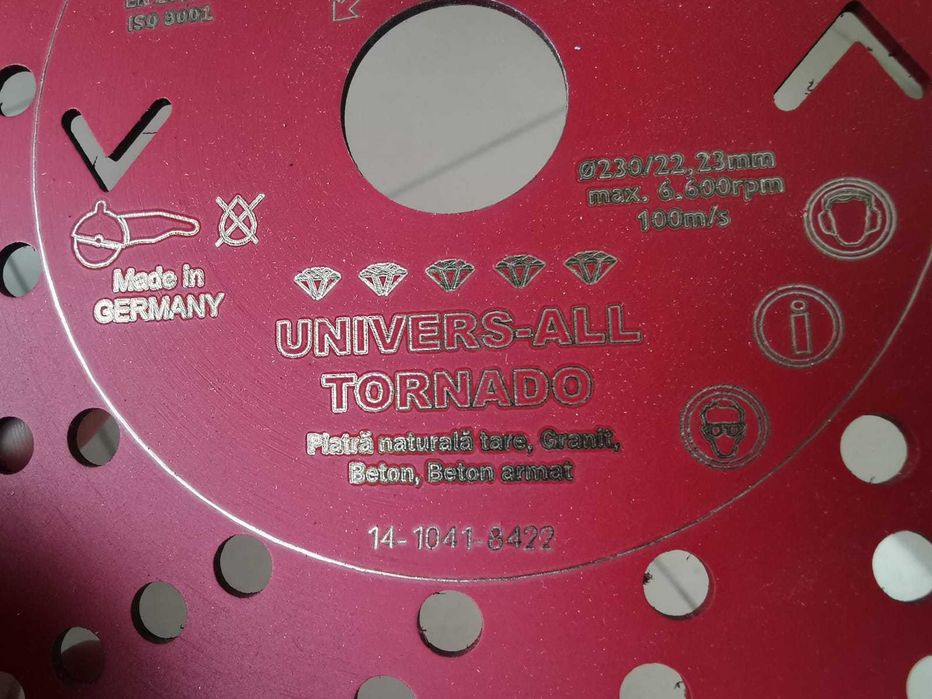 ISO 9001
Ø230/22,23mm
max. 6.600rpm
100m/s
Made in
GERMANY
UNIVERS-ALL
TORNADO
Piatră naturală tare, Granit,
Beton, Beton armat
14-1041-8422